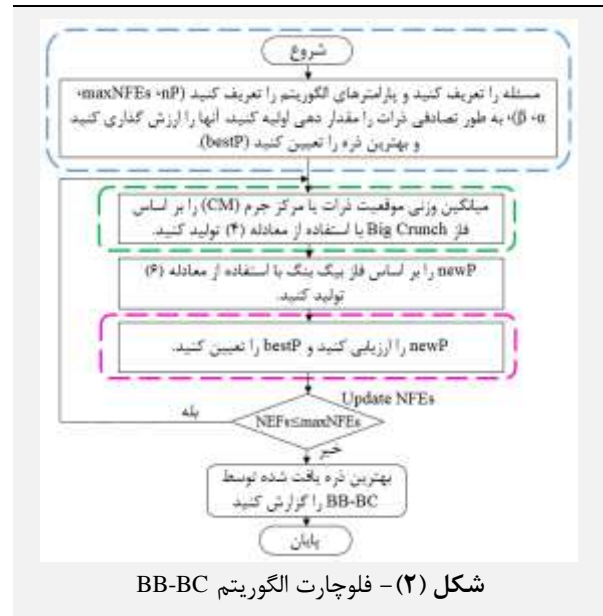 شروع
مسئله را تعریف کنید و پارامترهای الگوریتم را تعریف کنید (maxNFEs ،nP،
α، β)، به طور تصادفی ذرات را مقدار دهی اولیه کنید، آنها را ارزش گذاری کنید
و بهترین ذره را تعیین کنید (bestP).
میانگین وزنی موقعیت ذرات یا مرکز جرم (CM) را بر اساس
فاز Big Crunch با استفاده از معادله (۴) تولید کنید.
newP را بر اساس فاز بیگ بنگ با استفاده از معادله (۶)
تولید کنید.
newP را ارزیابی کنید و bestP را تعیین کنید.
Update NFEs
NEFs≤maxNFEs
بله
خیر
بهترین ذره یافت شده توسط
BB-BC را گزارش کنید
پایان
شکل (۲)- فلوچارت الگوریتم BB-BC